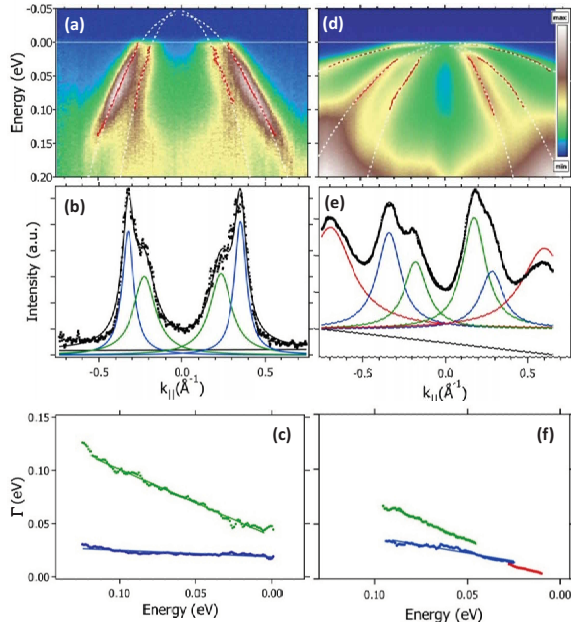 -0.05
(a)
(d)
max
0.00
0.05
0.10
0.15
0.20
Energy (eV)
min
(b)
(e)
Intensity (a.u.)
-0.5 0.0 0.5
-0.5 0.0 0.5
k||(Å-1)
k||(Å-1)
0.15
(c)
(f)
0.10
0.05
0.00
Γ (eV)
0.10 0.05 0.00
0.10 0.05 0.00
Energy (eV)
Energy (eV)